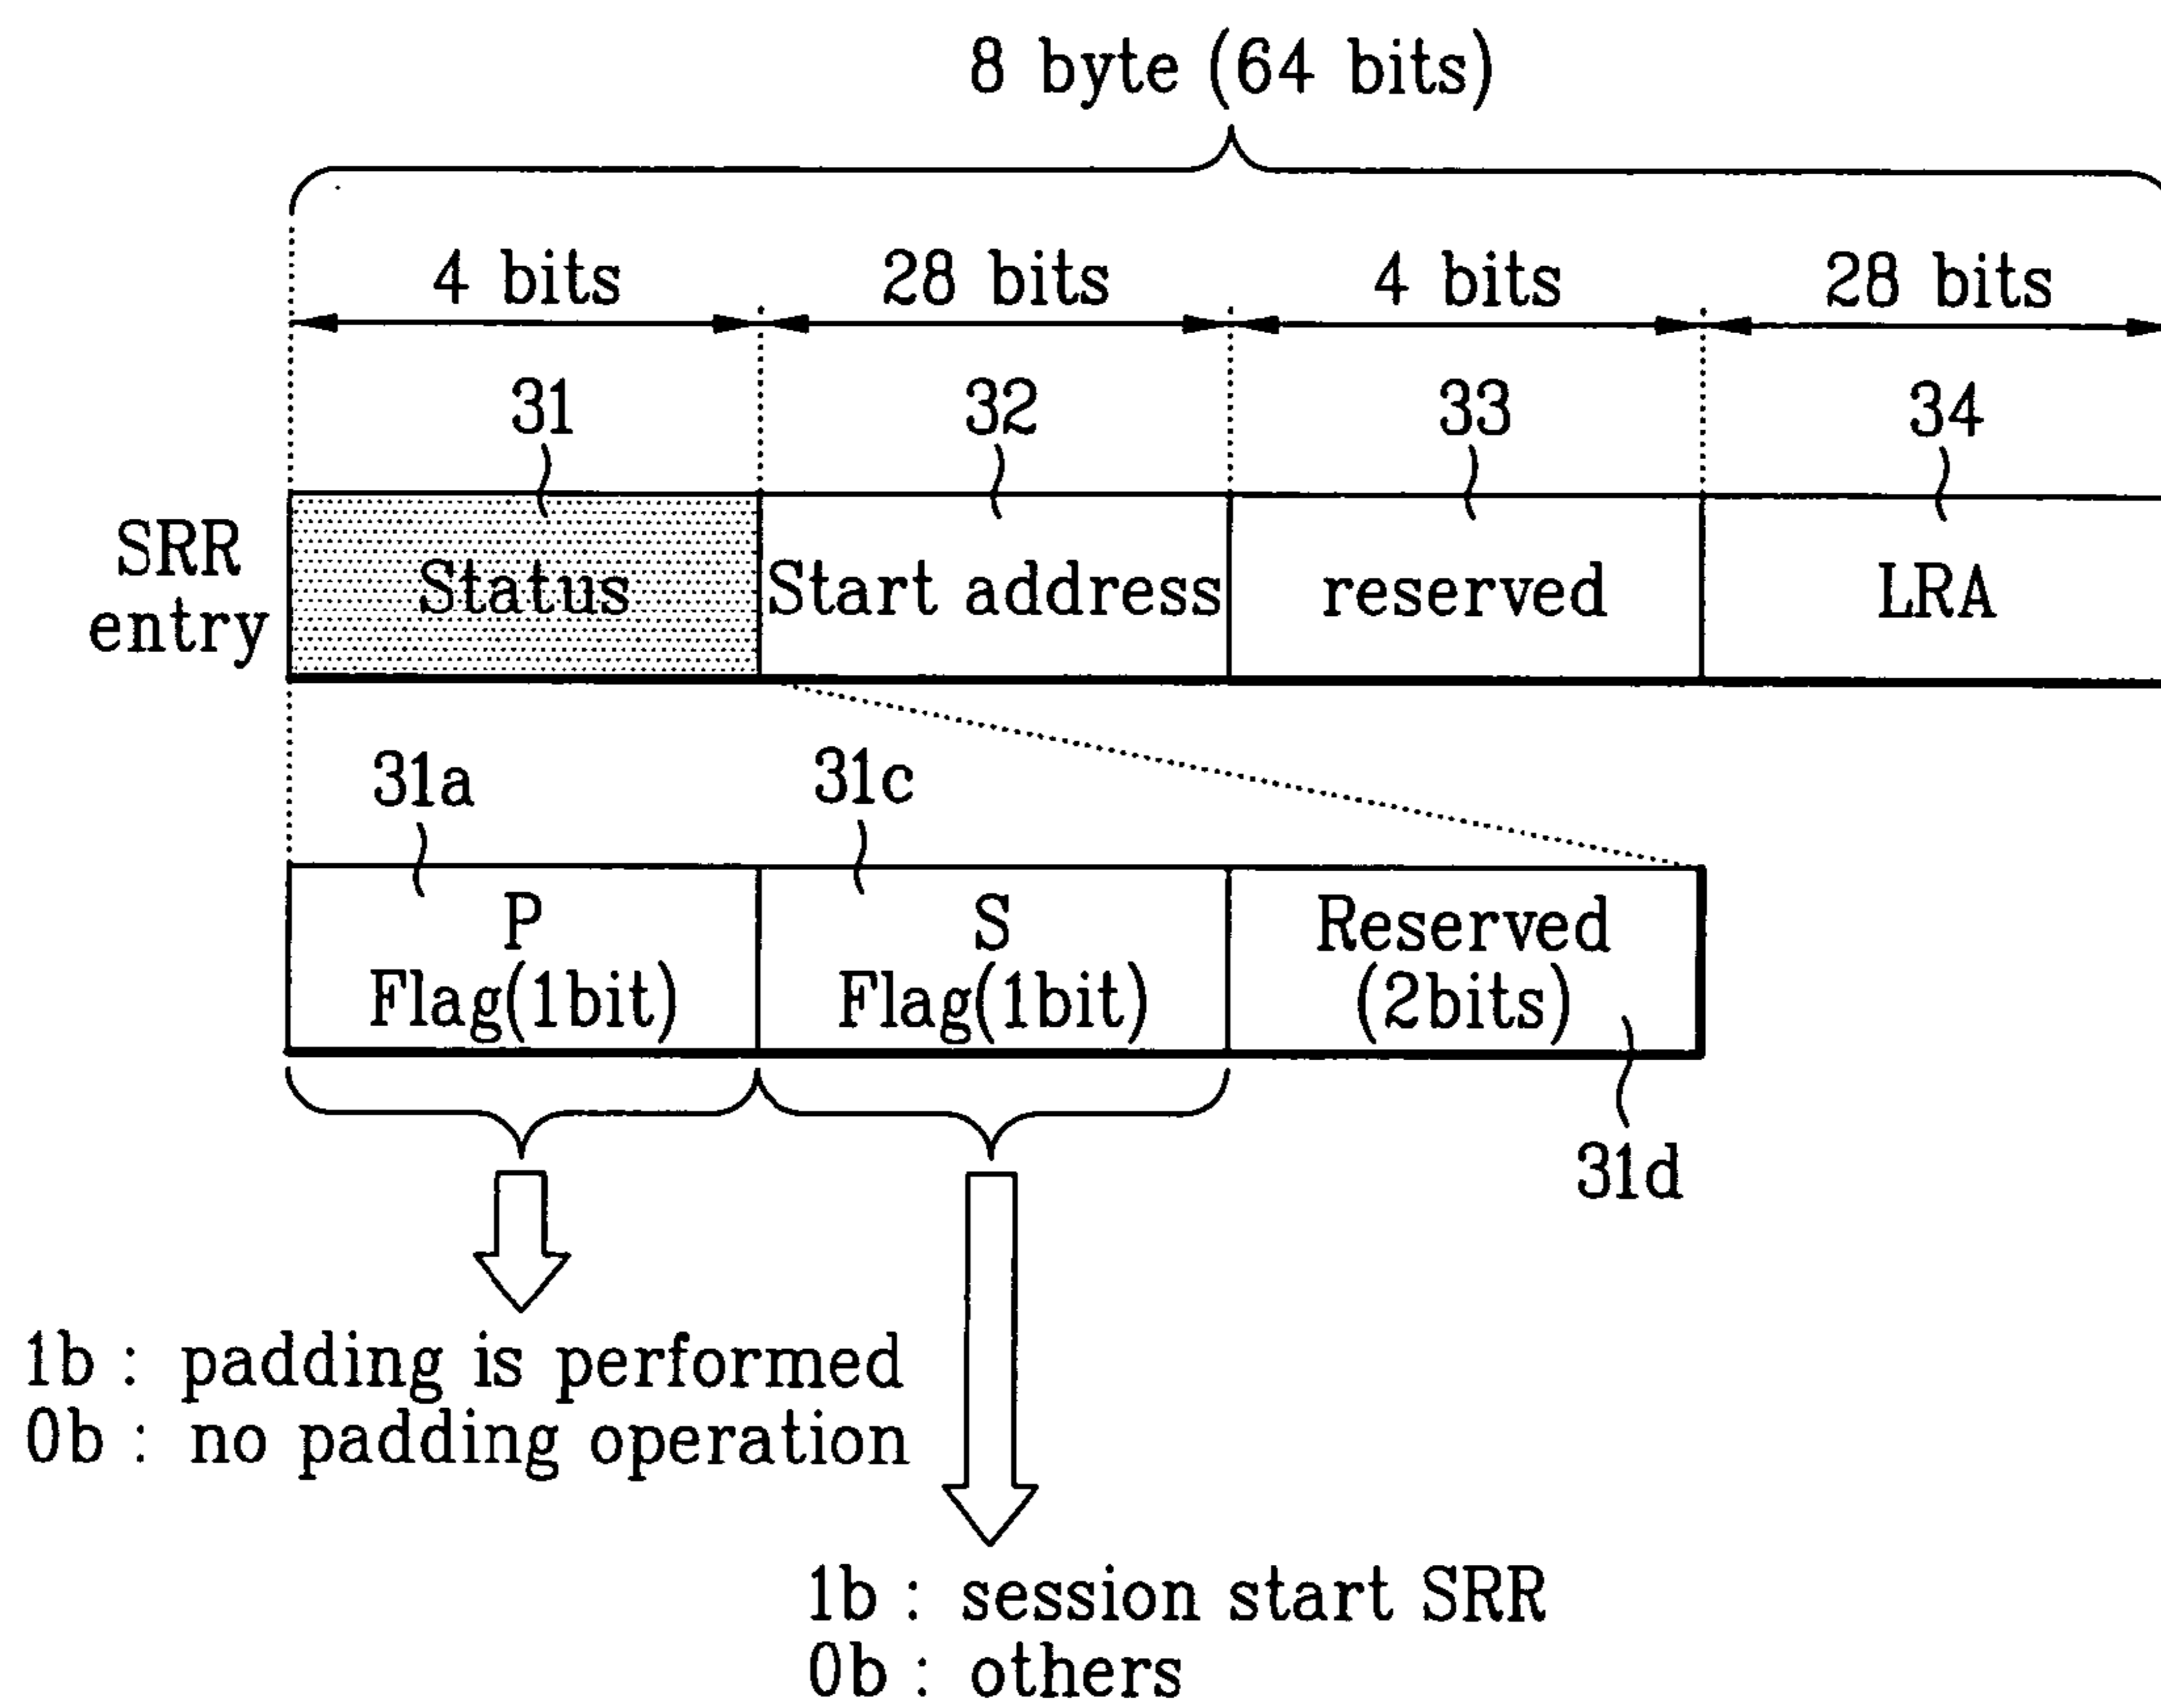 8 byte (64 bits)
4 bits 28 bits 4 bits 28 bits
31 32 33 34
SRR entry
Status Start address reserved LRA
31a 31c
P Flag(1bit) S Flag(1bit) Reserved (2bits)
31d
1b : padding is performed
0b : no padding operation
1b : session start SRR
0b : others